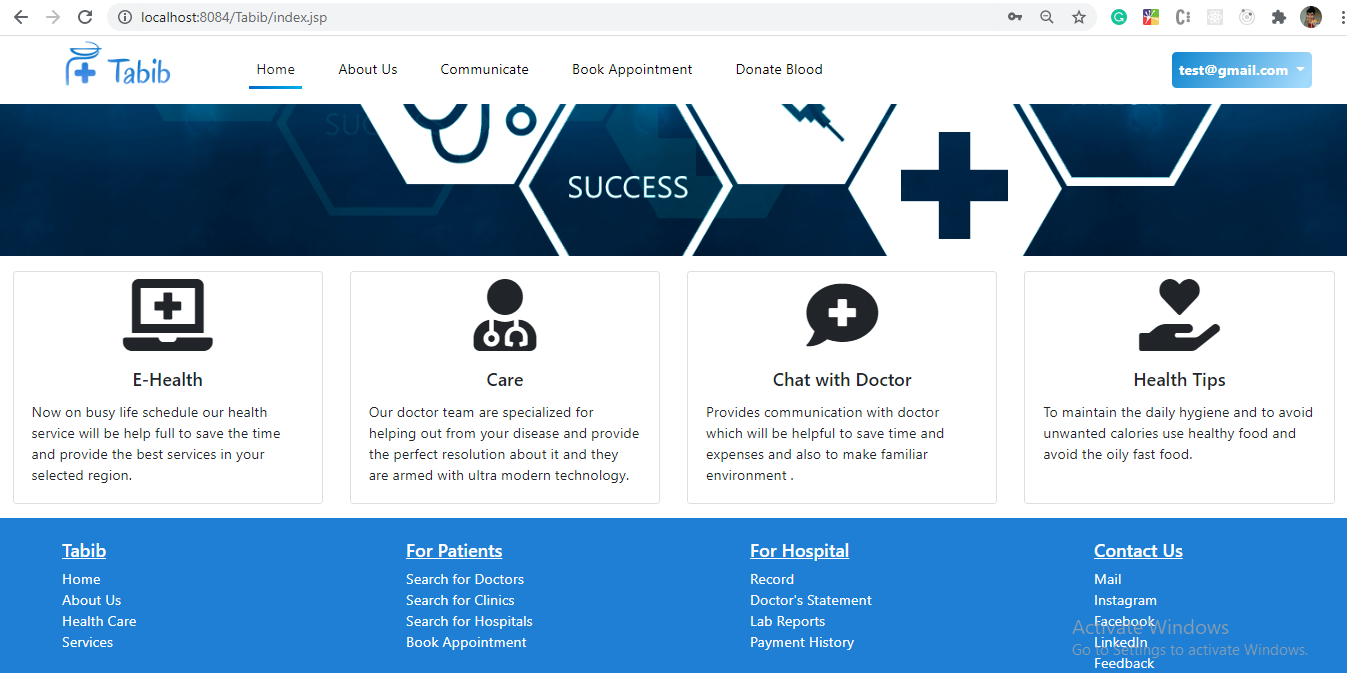 localhost:8084/Tabib/index.jsp
Tabib
Home
About Us
Communicate
Book Appointment
Donate Blood
test@gmail.com
SUC
SUCCESS
E-Health
Now on busy life schedule our health
service will be help full to save the time
and provide the best services in your
selected region.
Care
Our doctor team are specialized for
helping out from your disease and provide
the perfect resolution about it and they
are armed with ultra modern technology.
Chat with Doctor
Provides communication with doctor
which will be helpful to save time and
expenses and also to make familiar
environment .
Health Tips
To maintain the daily hygiene and to avoid
unwanted calories use healthy food and
avoid the oily fast food.
Tabib
Home
About Us
Health Care
Services
For Patients
Search for Doctors
Search for Clinics
Search for Hospitals
Book Appointment
For Hospital
Record
Doctor's Statement
Lab Reports
Payment History
Contact Us
Mail
Instagram
Facebook
LinkedIn
Feedback
Activate Windows
Go to Settings to activate Windows.